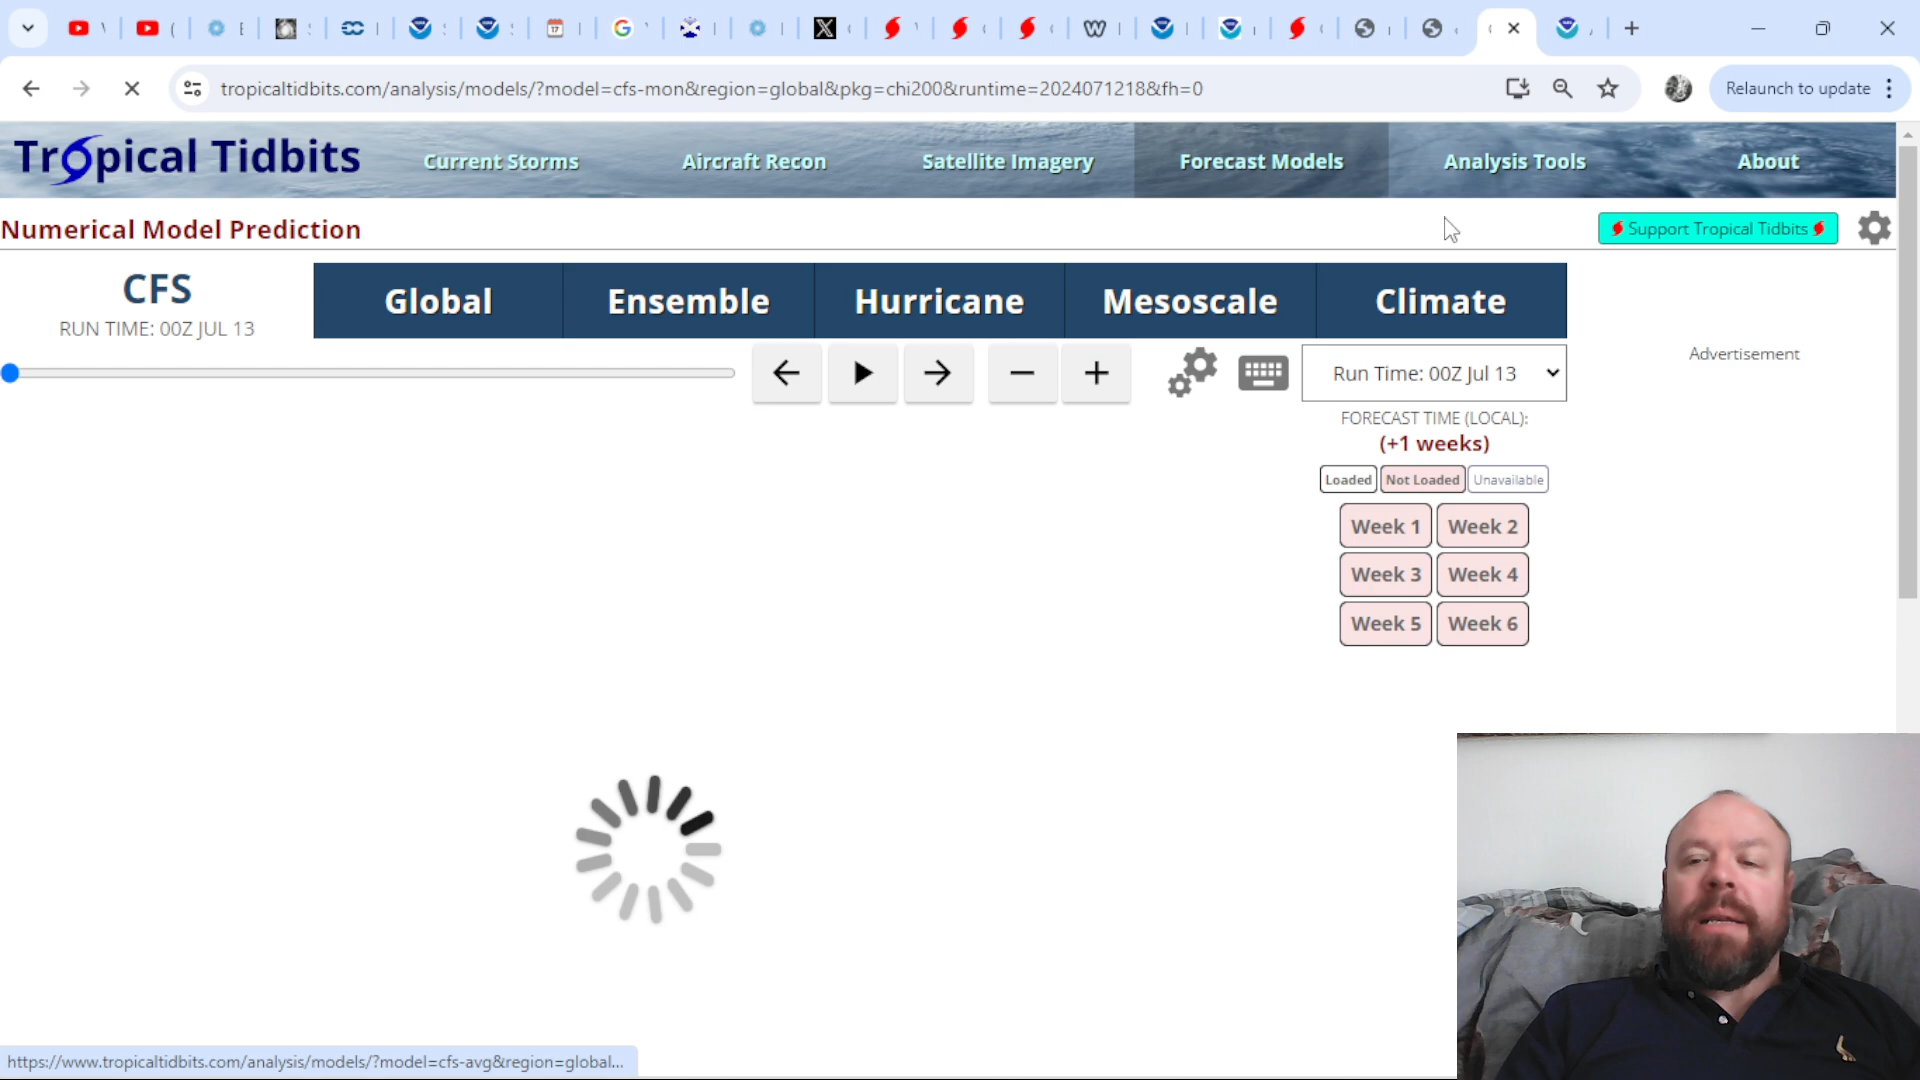 tropicaltidbits.com/analysis/models/?model=cfs-mon&region=global&pkg=chi200&runtime=2024071218&fh=0
Relaunch to update
Tropical Tidbits
Current Storms
Aircraft Recon
Satellite Imagery
Forecast Models
Analysis Tools
About
Numerical Model Prediction
Support Tropical Tidbits
CFS
RUN TIME: 00Z JUL 13
Global
Ensemble
Hurricane
Mesoscale
Climate
Run Time: 00Z Jul 13
Advertisement
FORECAST TIME (LOCAL):
(+1 weeks)
Loaded
Not Loaded
Unavailable
Week 1
Week 2
Week 3
Week 4
Week 5
Week 6
https://www.tropicaltidbits.com/analysis/models/?model=cfs-avg&region=global...